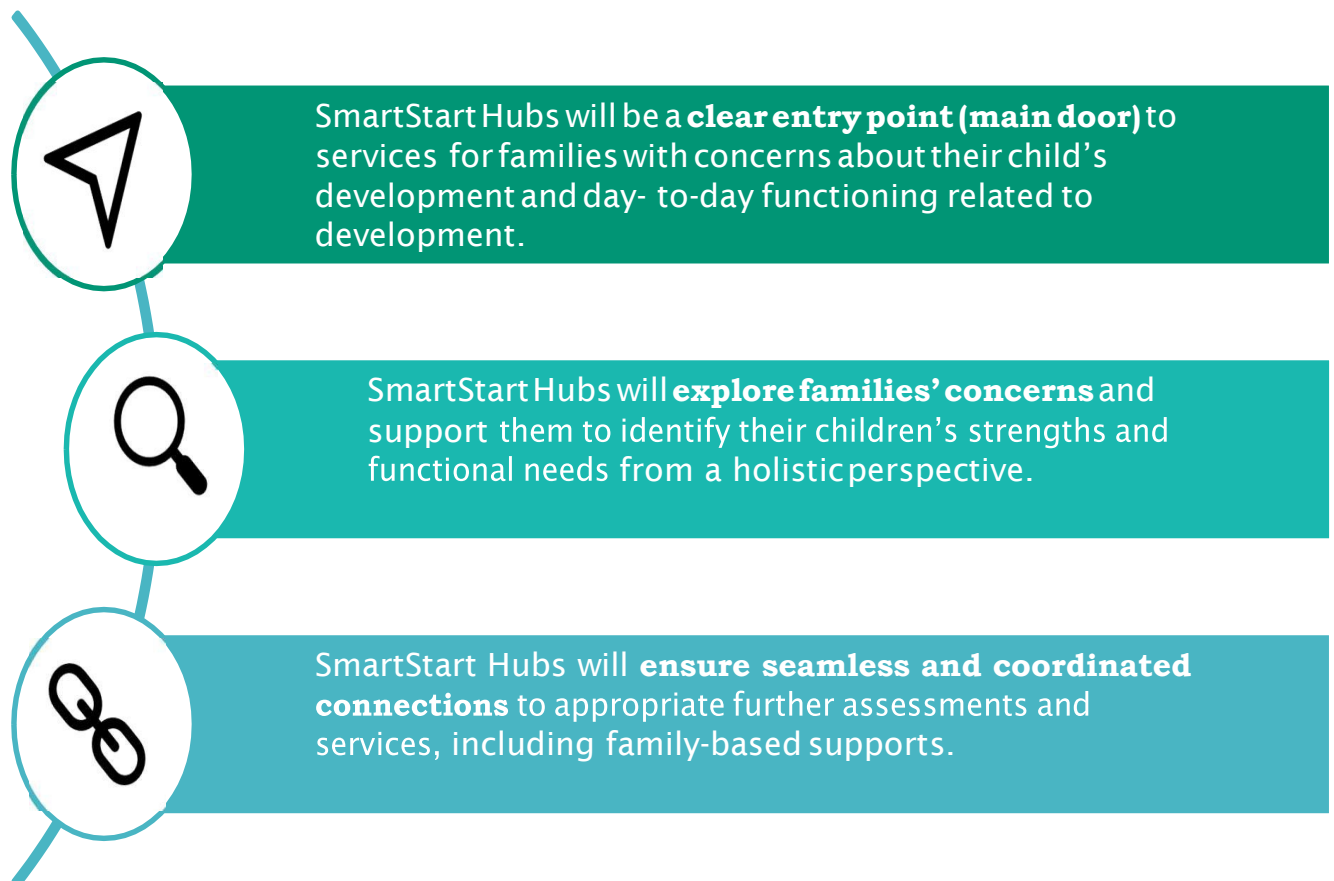 SmartStart Hubs will be a clear entry point (main door) to
services for families with concerns about their child’s
development and day- to-day functioning related to
development.
SmartStart Hubs will explore families’ concerns and
support them to identify their children’s strengths and
functional needs from a holistic perspective.
SmartStart Hubs will ensure seamless and coordinated
connections to appropriate further assessments and
services, including family-based supports.